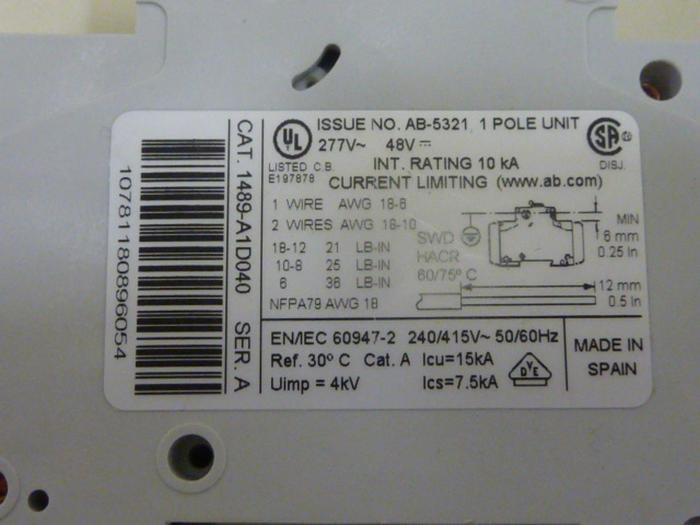 10781180896054
CAT. 1489-A1D040 SER. A
UL
LISTED C.B.
E197878
ISSUE NO. AB-5321, 1 POLE UNIT
277V~ 48V⎓
INT. RATING 10 kA
CURRENT LIMITING (www.ab.com)
SA
DISJ.
1 WIRE AWG 18-6
2 WIRES AWG 18-10
18-12 21 LB-IN
10-8 25 LB-IN
6 36 LB-IN
NFPA79 AWG 18
SWD
HACR
60/75° C
MIN
6 mm
0.25 In
12 mm
0.5 In
EN/IEC 60947-2 240/415V~ 50/60Hz
Ref. 30º C Cat. A Icu=15kA
Uimp = 4kV Ics=7.5kA
DVE
MADE IN
SPAIN